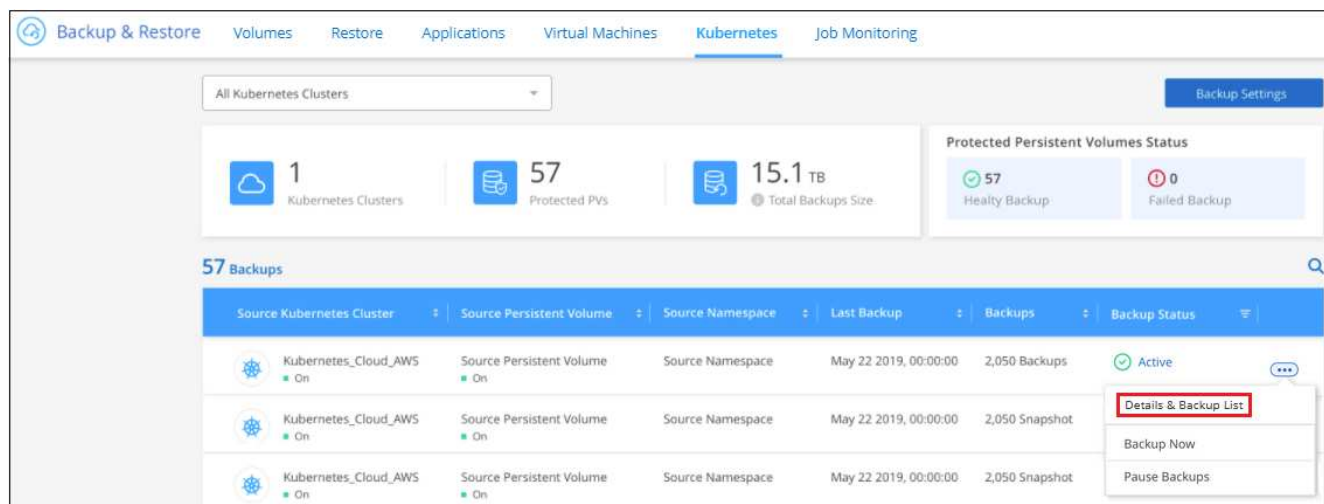 Backup & Restore Volumes Restore Applications Virtual Machines Kubernetes Job Monitoring
All Kubernetes Clusters
Backup Settings
1
Kubernetes Clusters
57
Protected PVs
15.1 TB
Total Backups Size
Protected Persistent Volumes Status
57
Healty Backup
0
Failed Backup
57 Backups
Source Kubernetes Cluster Source Persistent Volume Source Namespace Last Backup Backups Backup Status
Kubernetes_Cloud_AWS Source Persistent Volume Source Namespace May 22 2019, 00:00:00 2,050 Backups Active
On On
Details & Backup List
Kubernetes_Cloud_AWS Source Persistent Volume Source Namespace May 22 2019, 00:00:00 2,050 Snapshot
On On
Backup Now
Kubernetes_Cloud_AWS Source Persistent Volume Source Namespace May 22 2019, 00:00:00 2,050 Snapshot
Pause Backups
On On